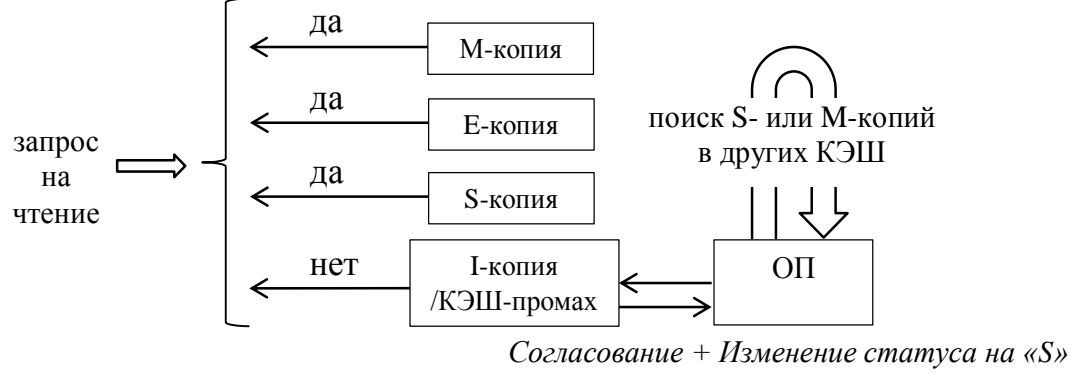 да
М-копия
да
Е-копия
поиск S- или М-копий
в других КЭШ
запрос
на
чтение
да
S-копия
нет
I-копия
/КЭШ-промах
ОП
Согласование + Изменение статуса на «S»